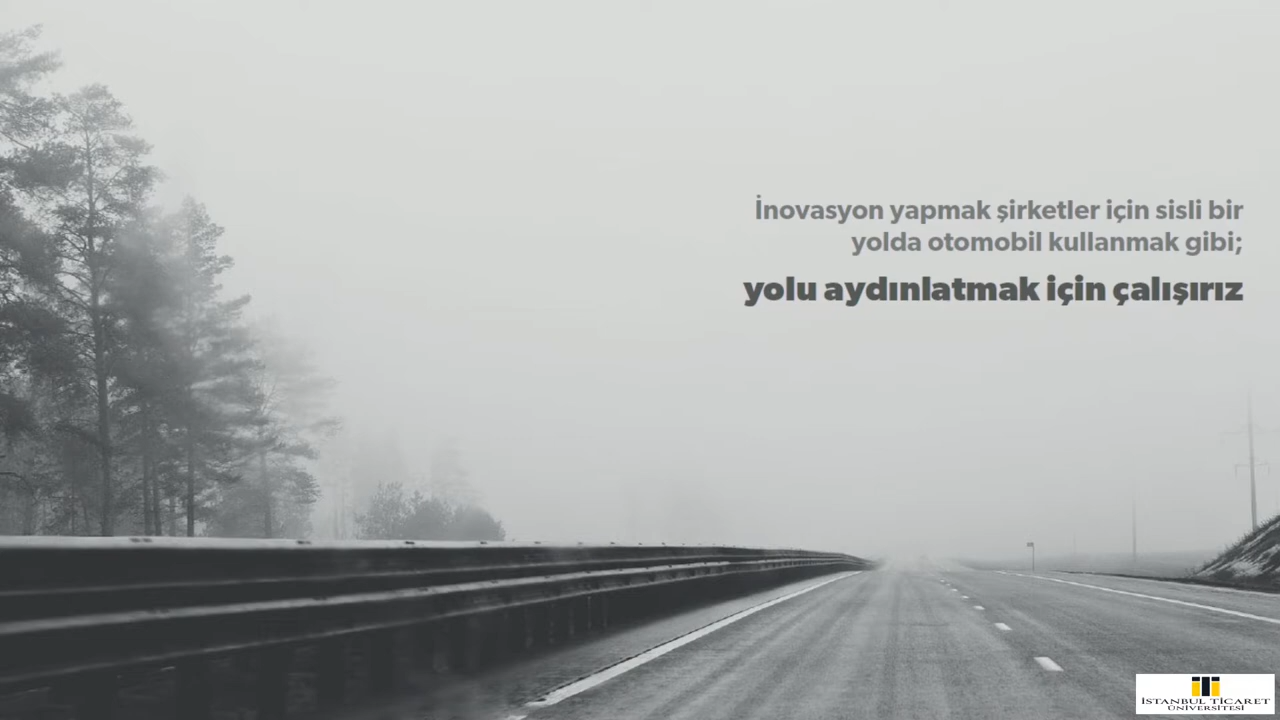 İnovasyon yapmak şirketler için sisli bir
yolda otomobil kullanmak gibi;
yolu aydınlatmak için çalışırız
İSTANBUL TİCARET
ÜNİVERSİTESİ